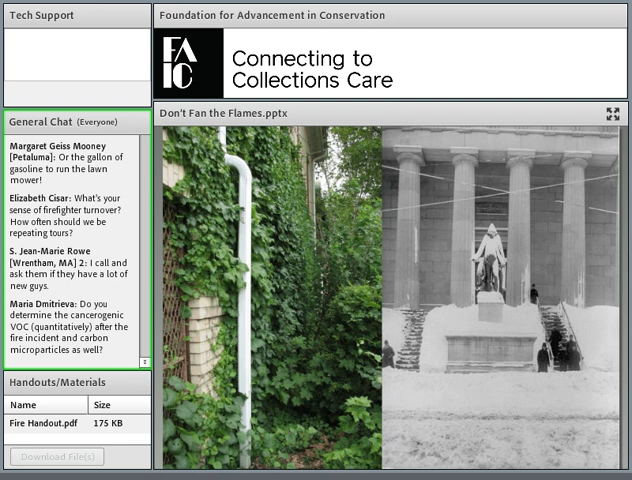 Tech Support
Foundation for Advancement in Conservation
FA
IC
Connecting to
Collections Care
General Chat (Everyone)
Margaret Geiss Mooney
[Petaluma]: Or the gallon of
gasoline to run the lawn
mower!
Elizabeth Cisar: What's your
sense of firefighter turnover?
How often should we be
repeating tours?
S. Jean-Marie Rowe
[Wrentham, MA] 2: I call and
ask them if they have a lot of
new guys.
Maria Dmitrieva: Do you
determine the cancerogenic
VOC (quantitatively) after the
fire incident and carbon
microparticles as well?
Don't Fan the Flames.pptx
Handouts/Materials
Name Size
Fire Handout.pdf 175 KB
Download File(s)